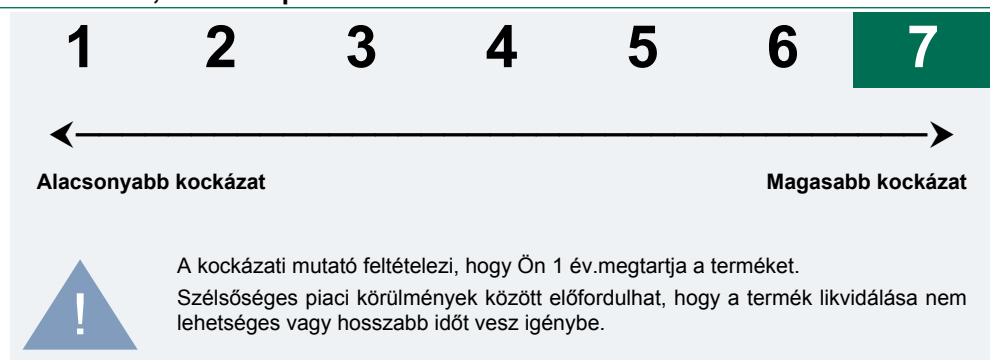 1 2 3 4 5 6 7
Alacsonyabb kockázat Magasabb kockázat
A kockázati mutató feltételezi, hogy Ön 1 év.megtartja a terméket.
Szélsőséges piaci körülmények között előfordulhat, hogy a termék likvidálása nem
lehetséges vagy hosszabb időt vesz igénybe.
!